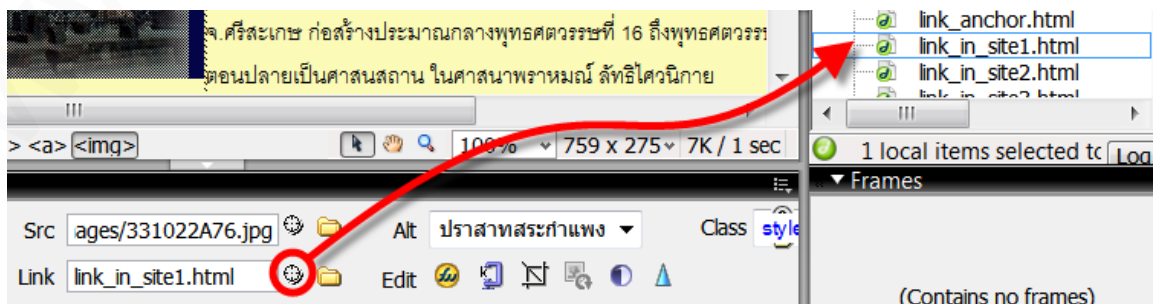 จ.ศรีสะเกษ ก่อสร้างประมาณกลางพุทธศตวรรษที่ 16 ถึงพุทธศตวรร
ตอนปลายเป็นศาสนสถาน ในศาสนาพราหมณ์ ลัทธิไศวนิกาย
> <a> <img>
100% 759 x 275 7K / 1 sec
Src ages/331022A76.jpg Alt ปราสาทสระกำแพง Class style
Link link_in_site1.html Edit
link_anchor.html
link_in_site1.html
link_in_site2.html
link_in_site3.html
1 local items selected tc Log
Frames
(Contains no frames)